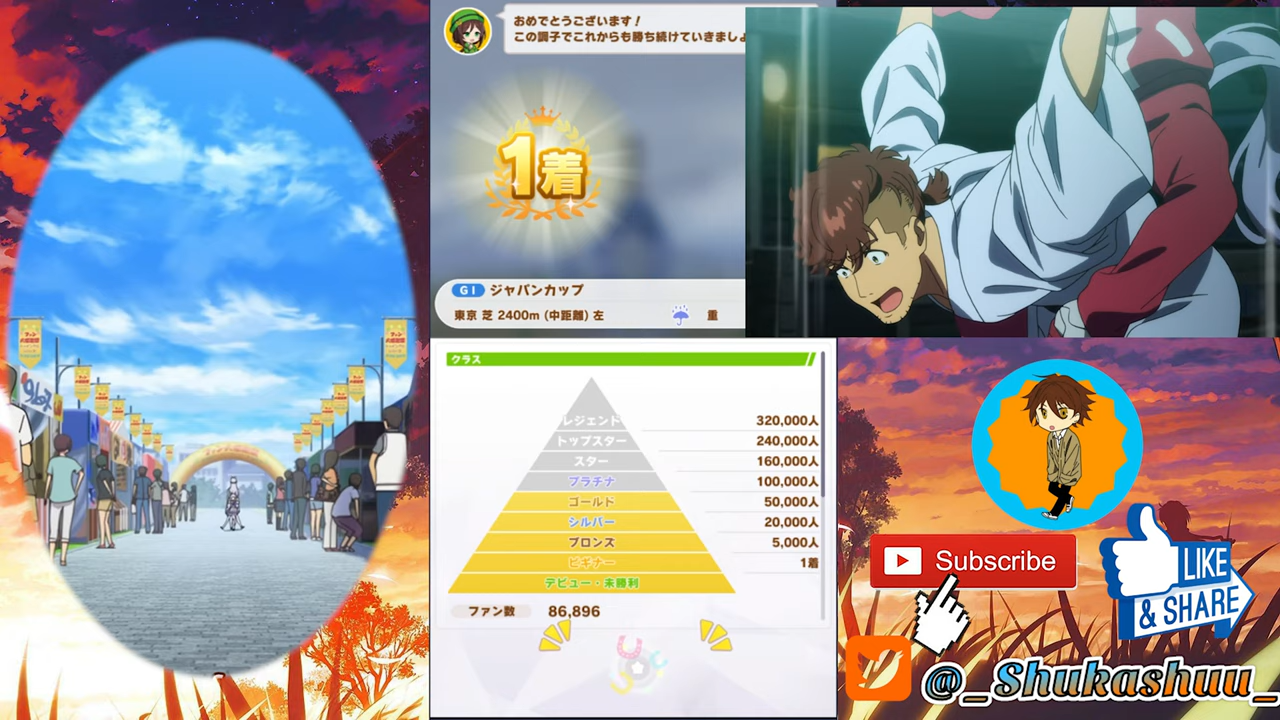 おめでとうございます！
この調子でこれからも勝ち続けていきましょ
1着
GI ジャパンカップ
東京 芝 2400m (中距離) 左 重
クラス
レジェンド 320,000人
トップスター 240,000人
スター 160,000人
プラチナ 100,000人
ゴールド 50,000人
シルバー 20,000人
ブロンズ 5,000人
ビギナー 1着
デビュー・未勝利
ファン数 86,896
Subscribe
LIKE
& SHARE
@_Shukashuu_